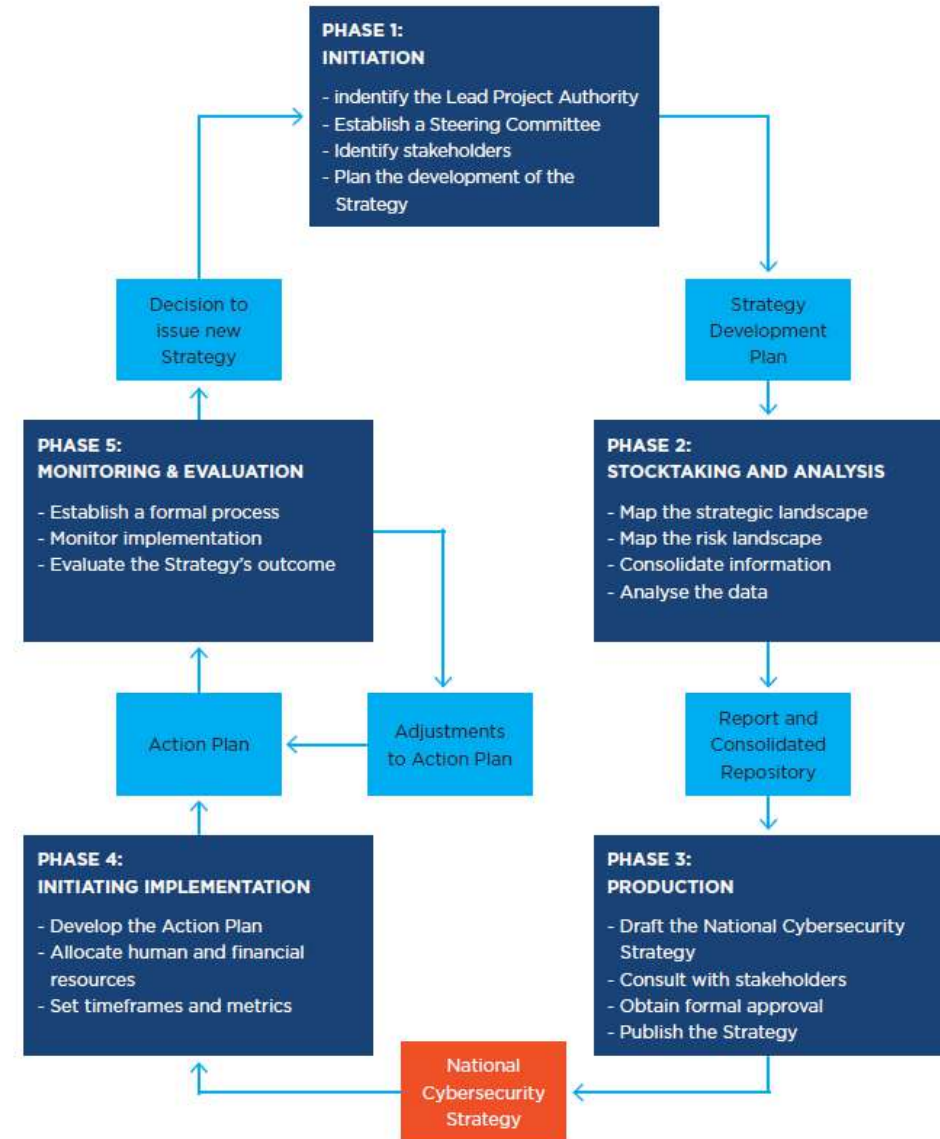 PHASE 1:
INITIATION
- indentify the Lead Project Authority
- Establish a Steering Committee
- Identify stakeholders
- Plan the development of the
Strategy
Decision to
issue new
Strategy
Strategy
Development
Plan
PHASE 5:
MONITORING & EVALUATION
- Establish a formal process
- Monitor implementation
- Evaluate the Strategy's outcome
PHASE 2:
STOCKTAKING AND ANALYSIS
- Map the strategic landscape
- Map the risk landscape
- Consolidate information
- Analyse the data
Action Plan
Adjustments
to Action Plan
Report and
Consolidated
Repository
PHASE 4:
INITIATING IMPLEMENTATION
- Develop the Action Plan
- Allocate human and financial
resources
- Set timeframes and metrics
PHASE 3:
PRODUCTION
- Draft the National Cybersecurity
Strategy
- Consult with stakeholders
- Obtain formal approval
- Publish the Strategy
National
Cybersecurity
Strategy